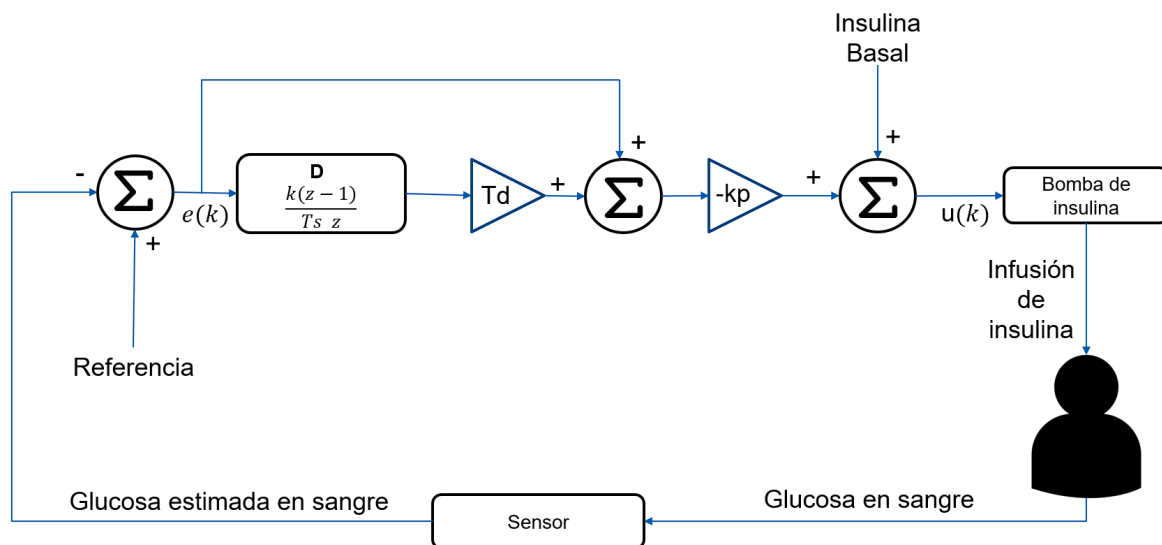 Insulina
Basal
+
+
-
Σ
e(k)
+
D
k(z − 1)
Ts z
Td
+
Σ
-kp
+
Σ
u(k)
Bomba de
insulina
Infusión
de
insulina
Referencia
Glucosa estimada en sangre
Sensor
Glucosa en sangre